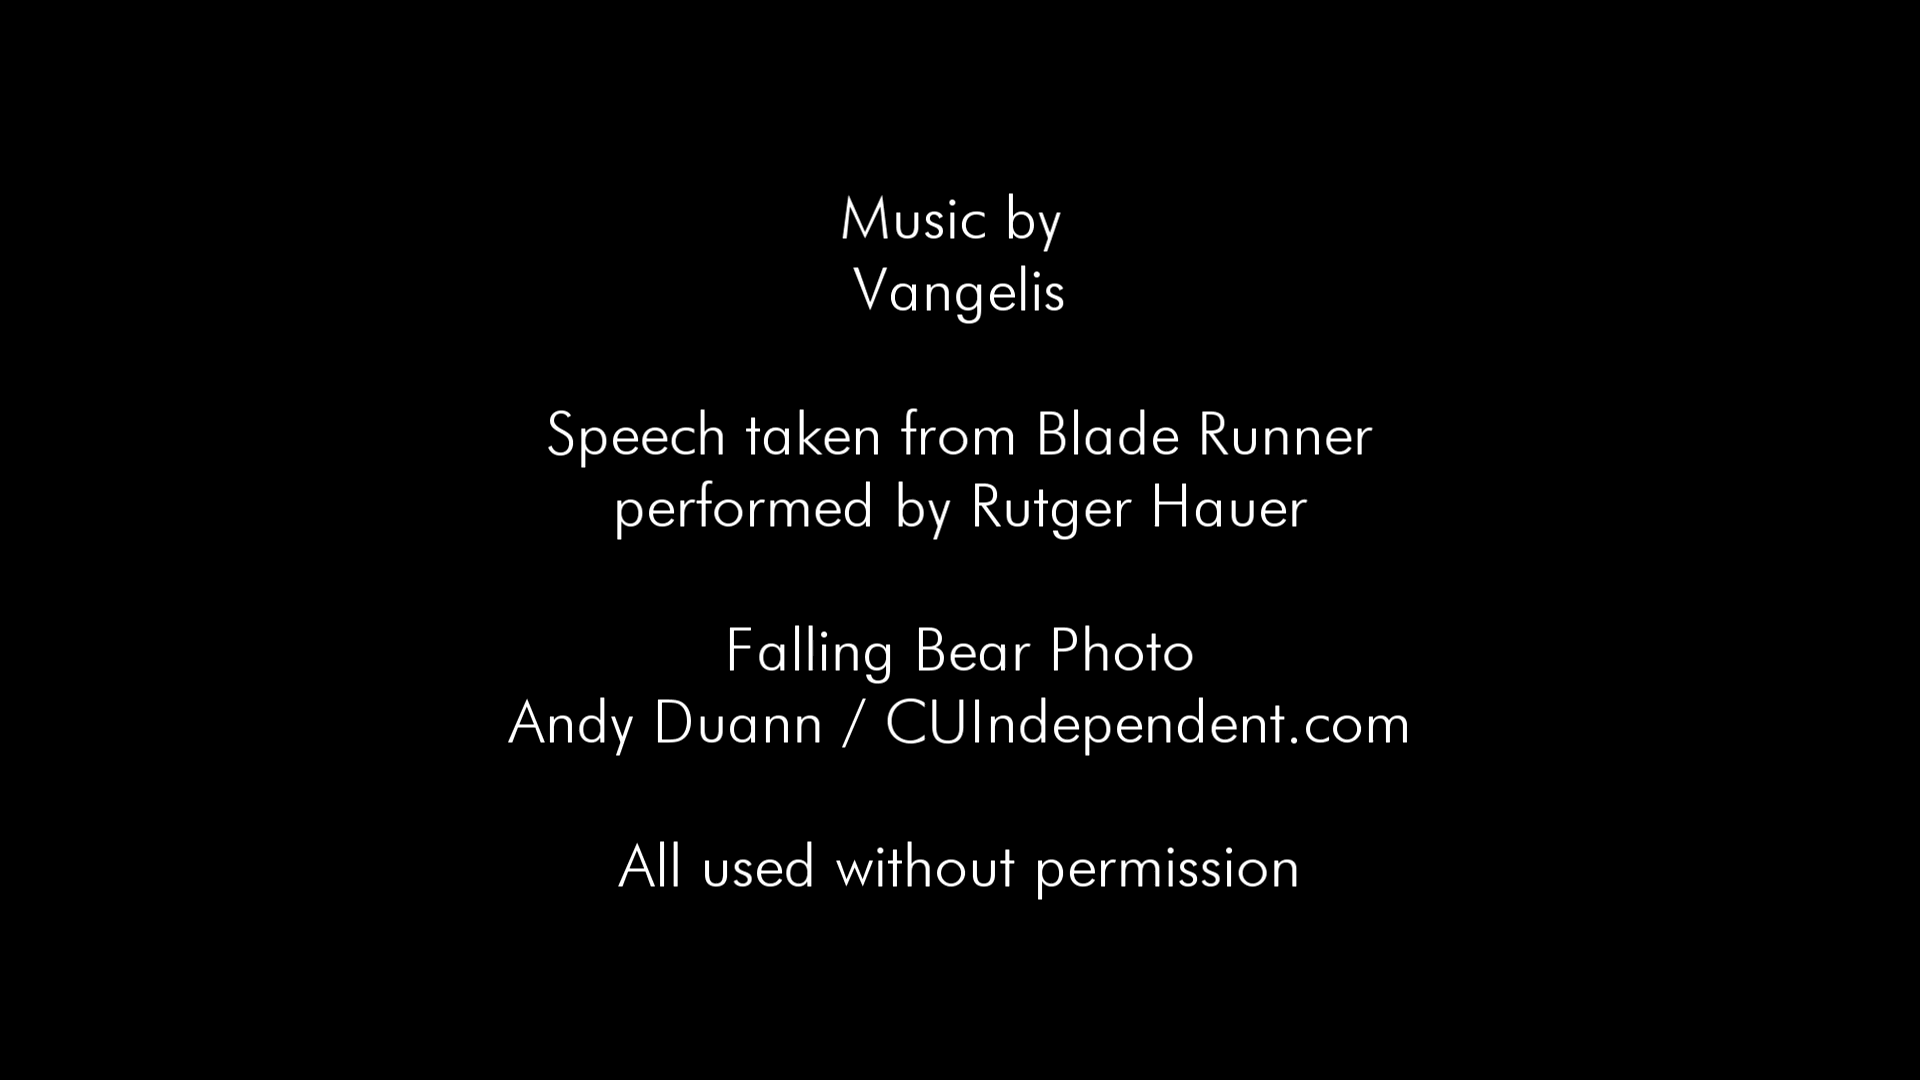 Music by
Vangelis
Speech taken from Blade Runner
performed by Rutger Hauer
Falling Bear Photo
Andy Duann / CUIndependent.com
All used without permission